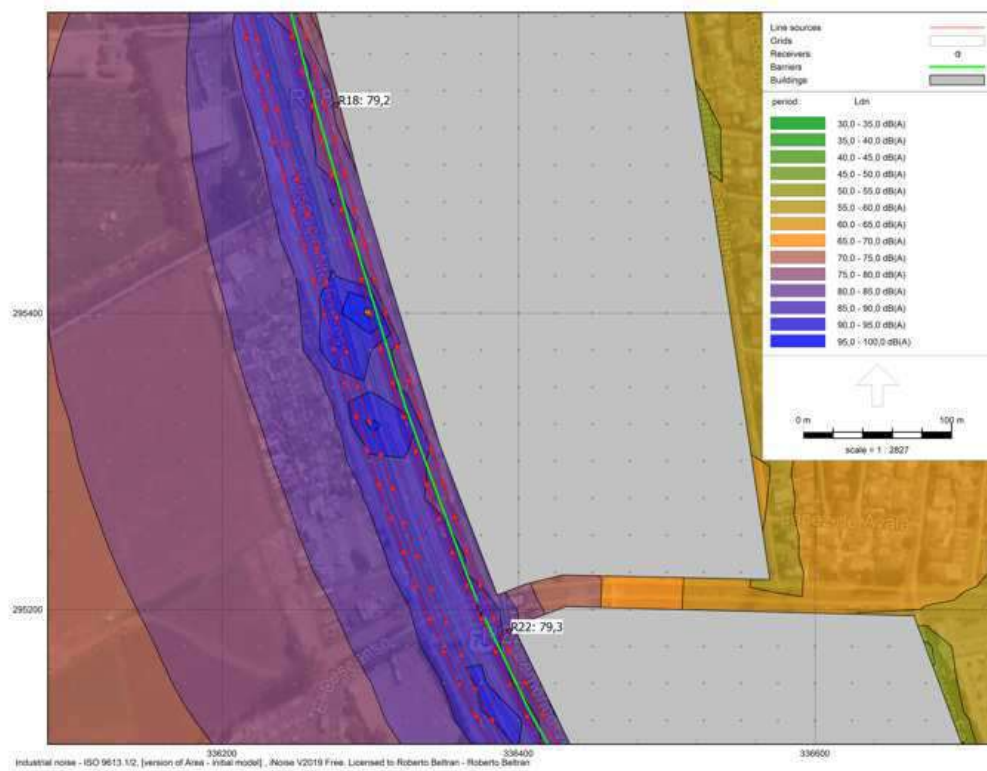 Line sources
Grids
Receivers α
Barriers
Buildings
period: Ldn
30,0 - 35,0 dB(A)
35,0 - 40,0 dB(A)
40,0 - 45,0 dB(A)
45,0 - 50,0 dB(A)
50,0 - 55,0 dB(A)
55,0 - 60,0 dB(A)
60,0 - 65,0 dB(A)
65,0 - 70,0 dB(A)
70,0 - 75,0 dB(A)
75,0 - 80,0 dB(A)
80,0 - 85,0 dB(A)
85,0 - 90,0 dB(A)
90,0 - 95,0 dB(A)
95,0 - 100,0 dB(A)
0 m 100 m
scale = 1 : 2827
R18: 79,2
295400
295200
R22: 79,3
336200 336400 336600
Industrial noise - ISO 9613.1/2, [version of Area - Initial model] , iNoise V2019 Free. Licensed to Roberto Beltran - Roberto Beltran